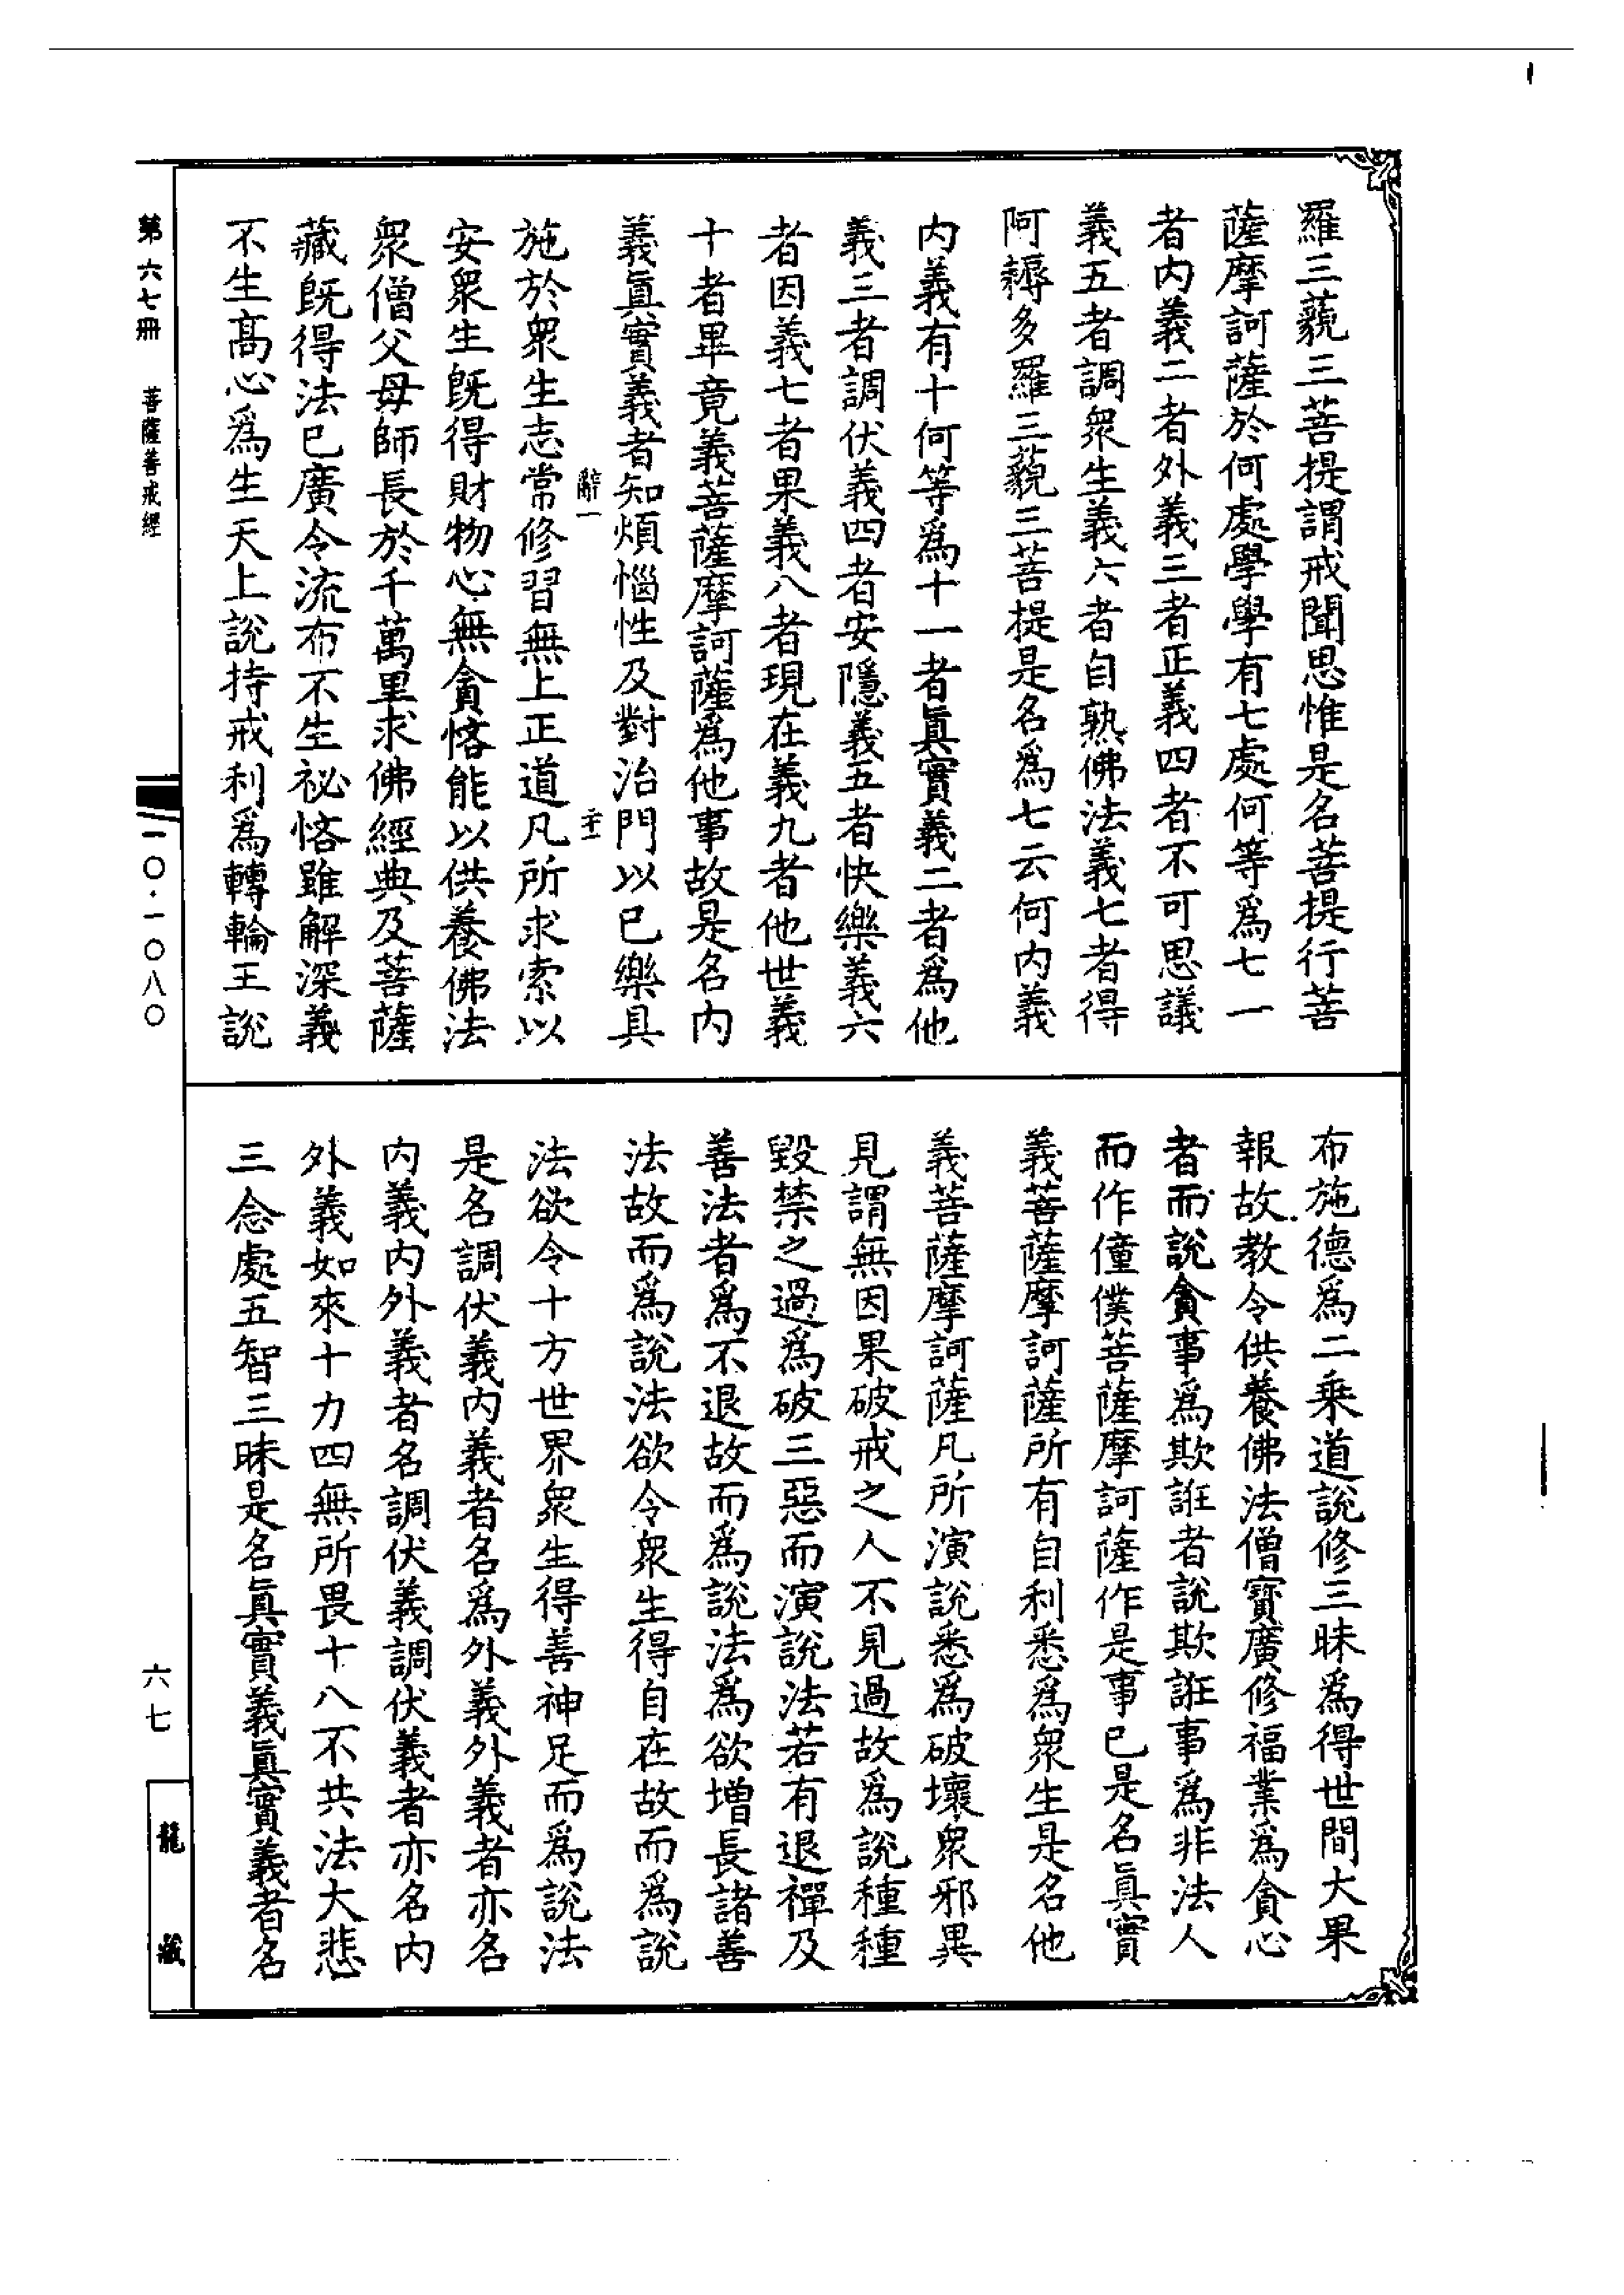 羅三藐三菩提謂戒聞思惟是名菩提行菩
薩摩訶薩於何處學學有七處何等爲七一
者内義二者外義三者正義四者不可思議
義五者調衆生義六者自熟佛法義七者得
阿耨多羅三藐三菩提是名爲七云何内義
内義有十何等爲十一者眞實義二者爲他
義三者調伏義四者安隱義五者快樂義六
者因義七者果義八者現在義九者他世義
十者畢竟義菩薩摩訶薩爲他事故是名内
義眞實義者知煩惱性及對治門以已樂具
施於衆生志常修習無上正道凡所求索以
安衆生既得財物心無貪悋能以供養佛法
衆僧父母師長於千萬里求佛經典及菩薩
藏既得法已廣令流布不生祕悋雖解深義
不生髙心爲生天上說持戒利爲轉輪王說
布施德爲二乘道說修三昧爲得世間大果
報故教令供養佛法僧寳廣修福業爲貪心
者而說貪事爲欺誑者說欺誑事爲非法人
而作僮僕菩薩摩訶薩作是事已是名眞實
義菩薩摩訶薩所有自利悉爲衆生是名他
義菩薩摩訶薩凡所演說悉爲破壞衆邪異
見謂無因果破戒之人不見過故爲說種種
毀禁之過爲破三惡而演說法若有退禪及
善法者爲不退故而爲說法爲欲增長諸善
法故而爲說法欲令衆生得自在故而爲說
法欲令十方世界衆生得善神足而爲說法
是名調伏義内義者名爲外義外義者亦名
内義内外義者名調伏義調伏義者亦名内
外義如來十力四無所畏十八不共法大悲
三念處五智三昧是名眞實義眞實義者名
第六七冊
菩薩善戒經
一〇·一〇八〇
六七
龍藏